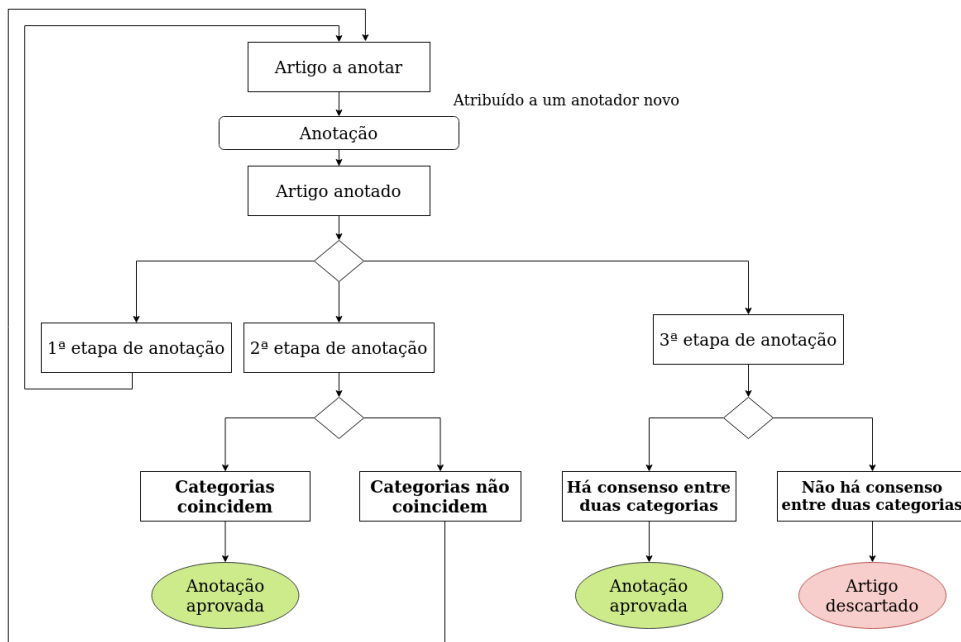 Artigo a anotar
Atribuído a um anotador novo
Anotação
Artigo anotado
1ª etapa de anotação
2ª etapa de anotação
3ª etapa de anotação
Categorias
coincidem
Categorias não
coincidem
Há consenso entre
duas categorias
Não há consenso
entre duas categorias
Anotação
aprovada
Anotação
aprovada
Artigo
descartado